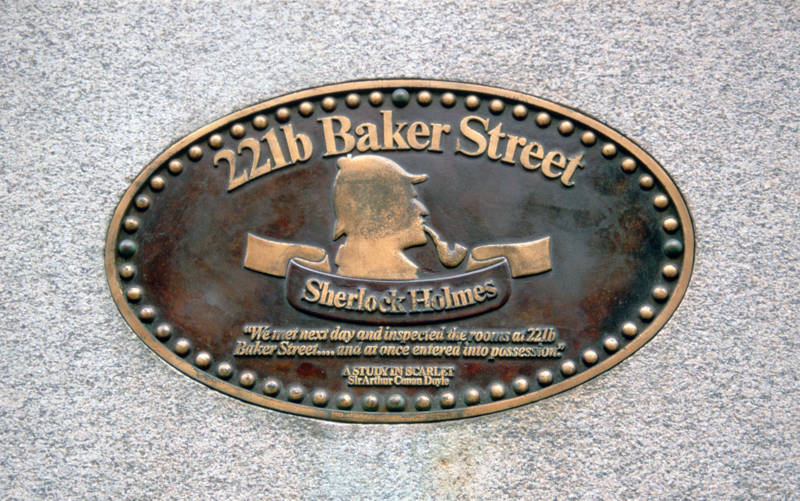 221b Baker Street
Sherlock Holmes
"We met next day and inspected the rooms at 221b
Baker Street.... and at once entered into possession."
A STUDY IN SCARLET
Sir Arthur Conan Doyle